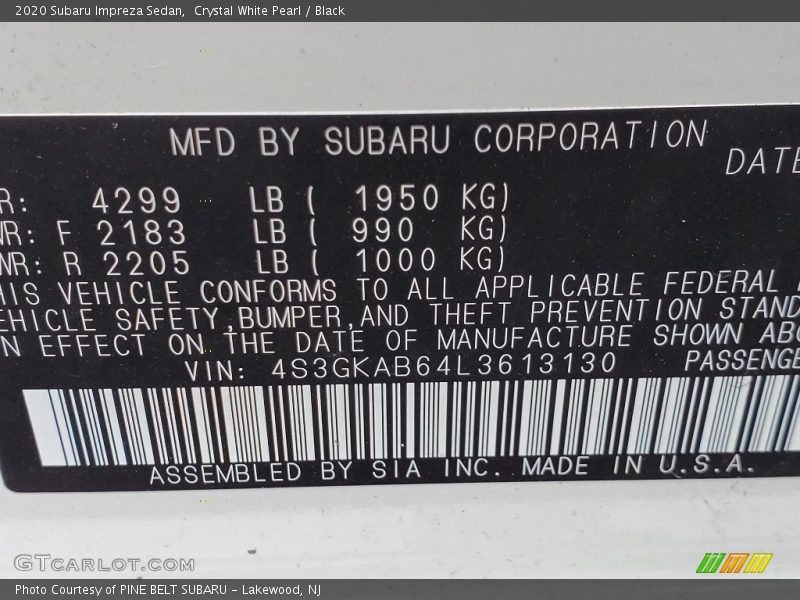 2020 Subaru Impreza Sedan,  Crystal White Pearl / Black
MFD BY SUBARU CORPORATION
DATE
R: 4299 LB ( 1950 KG)
WR: F 2183 LB ( 990 KG)
WR: R 2205 LB ( 1000 KG)
HIS VEHICLE CONFORMS TO ALL APPLICABLE FEDERAL
EHICLE SAFETY,BUMPER,AND THEFT PREVENTION STAND
N EFFECT ON THE DATE OF MANUFACTURE SHOWN ABO
VIN: 4S3GKAB64L3613130 PASSENGE
ASSEMBLED BY SIA INC. MADE IN U.S.A.
GTCARLOT.COM
Photo Courtesy of PINE BELT SUBARU – Lakewood, NJ